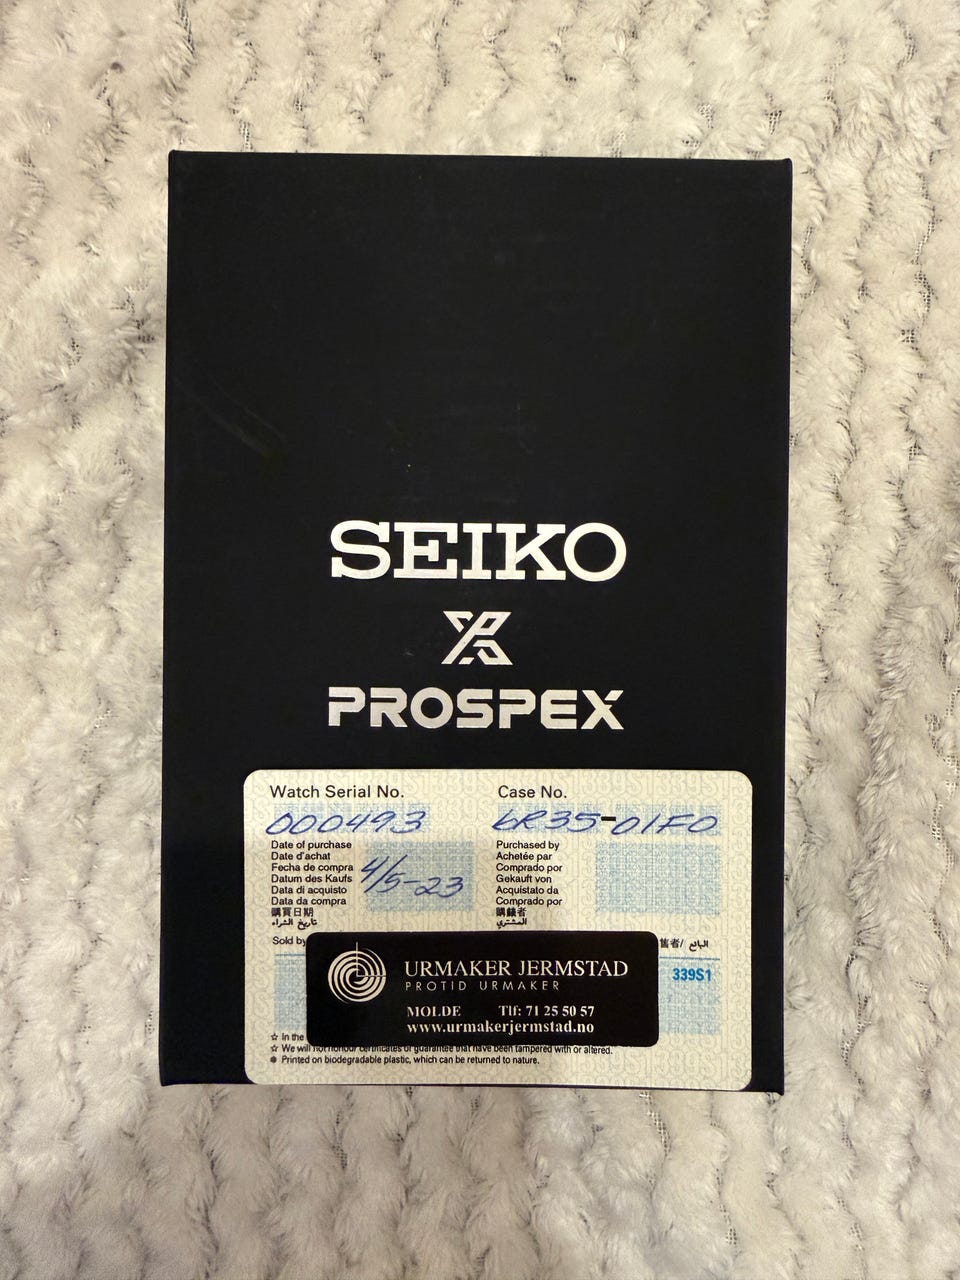 SEIKO
PROSPEX
Watch Serial No. Case No.
000493 6R35-01F0
Date of purchase Purchased by
Date d'achat Achetée par
Fecha de compra Comprado por
Datum des Kaufs Gekauft von
Data di acquisto Acquistato da
Data da compra Comprado por
購買日期 購錶者
تاريخ الشراء المشتري
4/5-23
Sold by 售者/ البائع
339S1
URMAKER JERMSTAD
PROTID URMAKER
MOLDE Tlf: 71 25 50 57
www.urmakerjermstad.no
☆ In the
☆ We will not honour certificates of guarantee that have been tampered with or altered.
Printed on biodegradable plastic, which can be returned to nature.